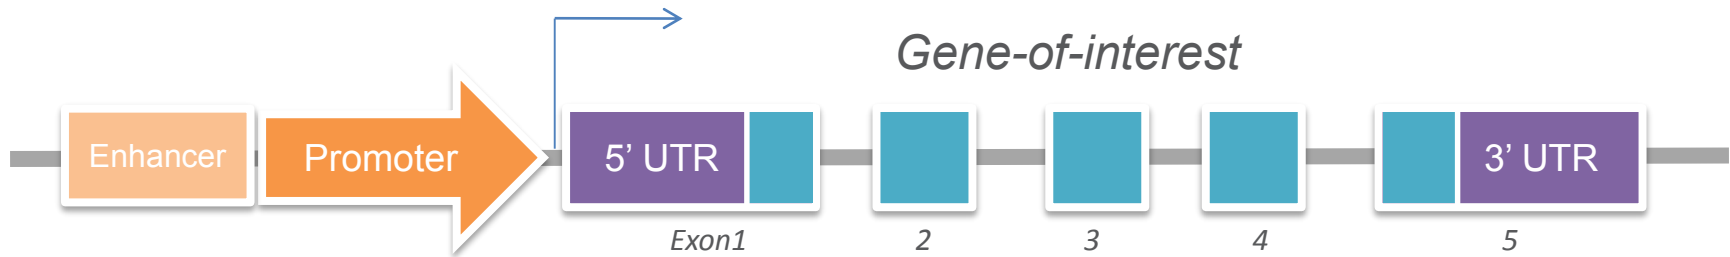 Gene-of-interest
Enhancer Promoter 5’ UTR 3’ UTR
Exon1 2 3 4 5